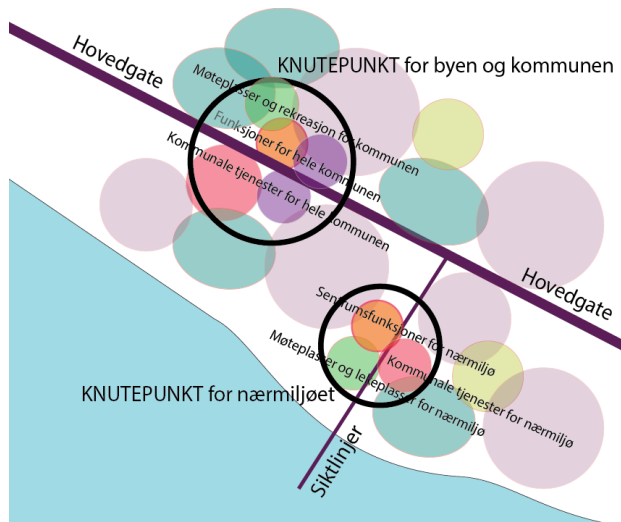 Hovedgate
KNUTEPUNKT for byen og kommunen
Møteplasser og rekreasjon for kommunen
Funksjoner for hele kommunen
Kommunale tjenester for hele kommunen
Hovedgate
Sentrumsfunksjoner for nærmiljø
Kommunale tjenester for nærmiljø
Møteplasser og lekeplasser for nærmiljø
KNUTEPUNKT for nærmiljøet
Siktlinjer